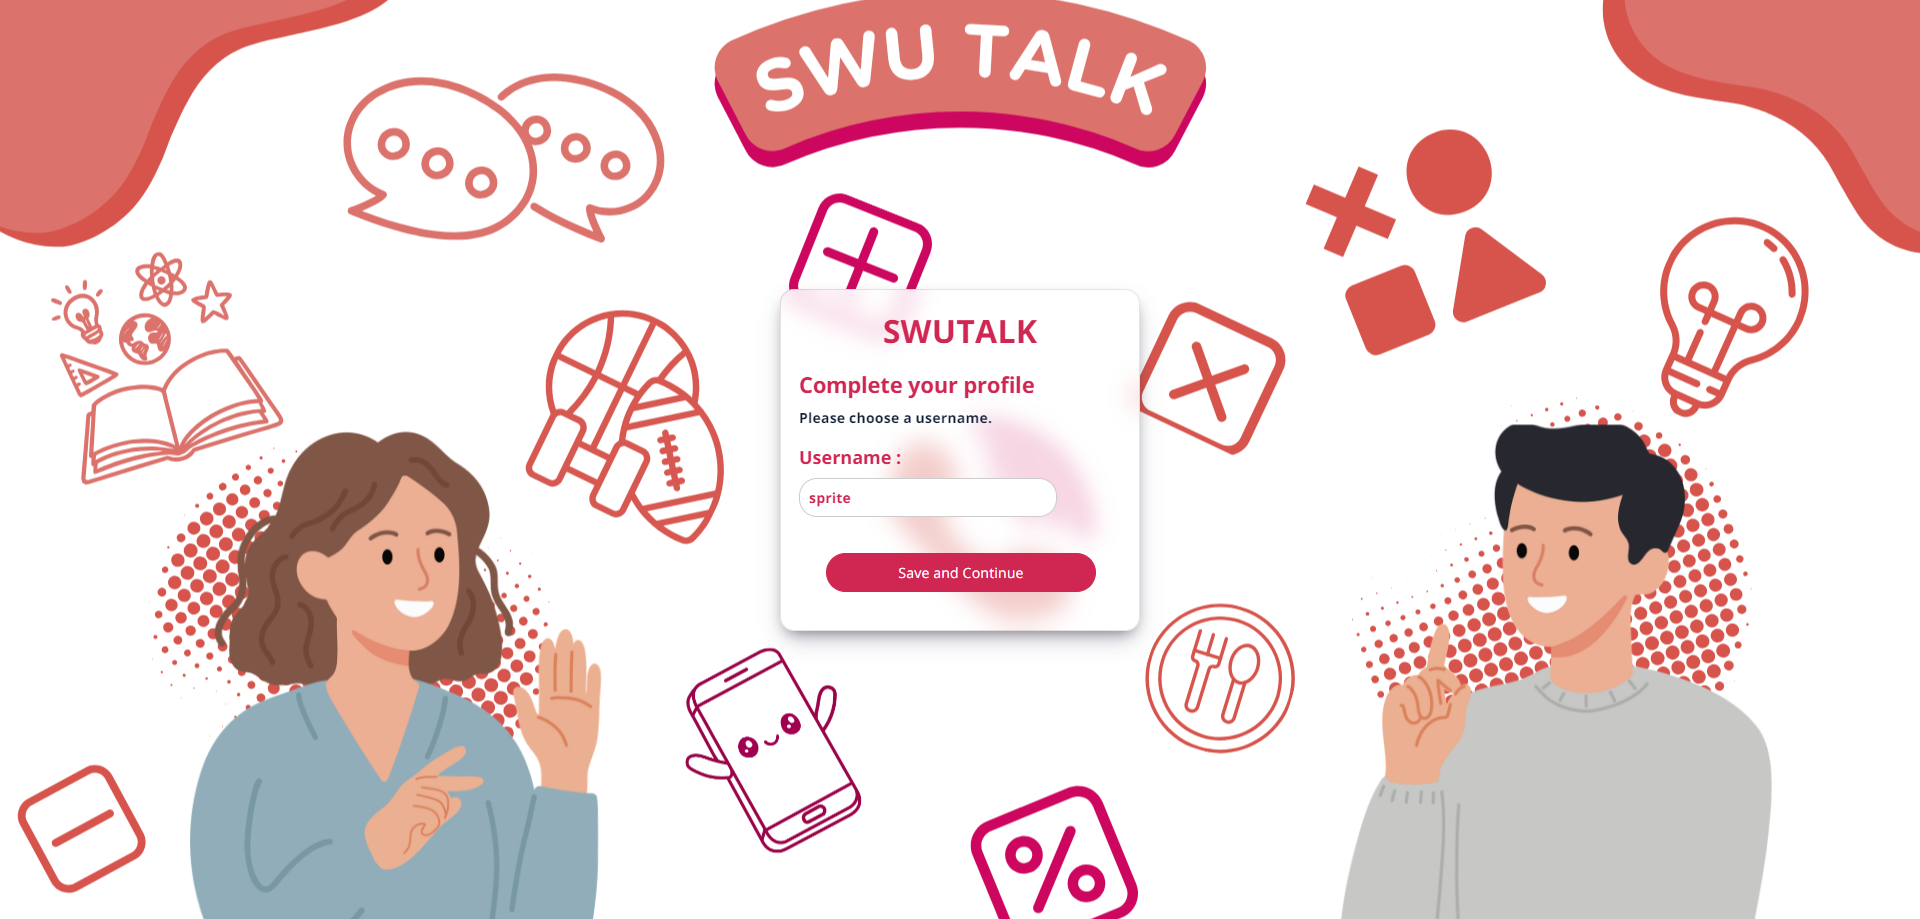 SWU TALK
SWUTALK
Complete your profile
Please choose a username.
Username :
sprite
Save and Continue